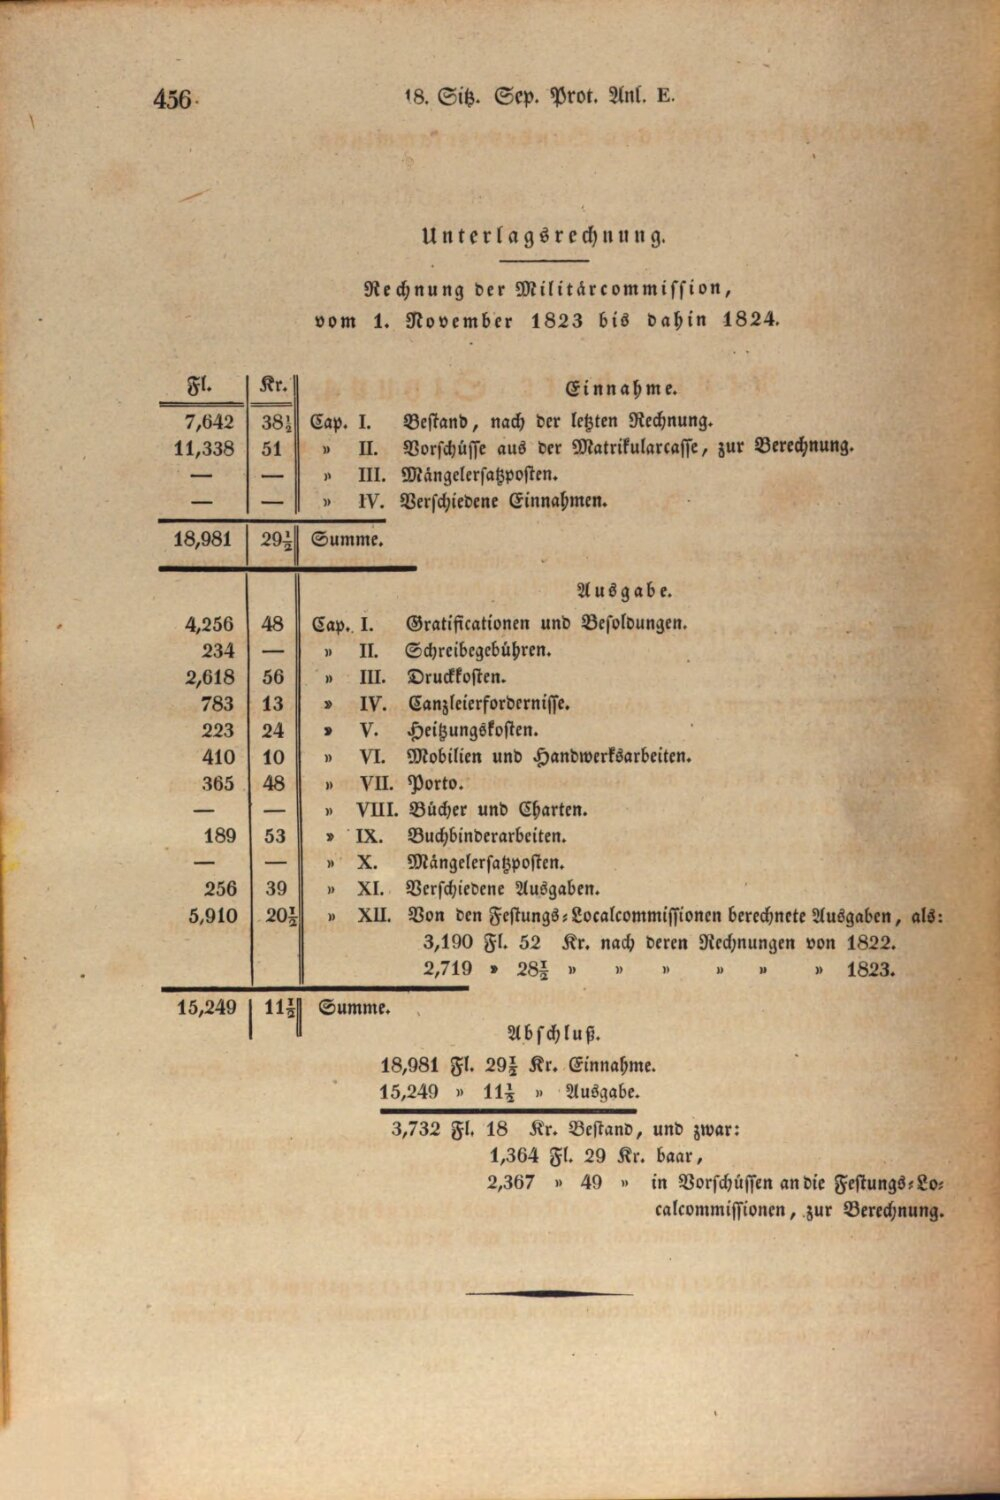 456
18. Sitz. Sep. Prot. Anl. E.
Unterlagsrechnung.
Rechnung der Militärcommission,
vom 1. November 1823 bis dahin 1824.
Fl. Kr. Einnahme.
7,642 38½ Cap. I. Bestand, nach der letzten Rechnung.
11,338 51 » II. Vorschüsse aus der Matrikularcasse, zur Berechnung.
— — » III. Mängelersatzposten.
— — » IV. Verschiedene Einnahmen.
18,981 29½ Summe.
Ausgabe.
4,256 48 Cap. I. Gratificationen und Besoldungen.
234 — » II. Schreibegebühren.
2,618 56 » III. Druckkosten.
783 13 » IV. Canzleierfordernisse.
223 24 » V. Heitzungskosten.
410 10 » VI. Mobilien und Handwerksarbeiten.
365 48 » VII. Porto.
— — » VIII. Bücher und Charten.
189 53 » IX. Buchbinderarbeiten.
— — » X. Mängelersatzposten.
256 39 » XI. Verschiedene Ausgaben.
5,910 20½ » XII. Von den Festungs-Localcommissionen berechnete Ausgaben, als:
3,190 Fl. 52 Kr. nach deren Rechnungen von 1822.
2,719 » 28½ » » » » » » 1823.
15,249 11½ Summe.
Abschluß.
18,981 Fl. 29½ Kr. Einnahme.
15,249 » 11½ » Ausgabe.
3,732 Fl. 18 Kr. Bestand, und zwar:
1,364 Fl. 29 Kr. baar,
2,367 » 49 » in Vorschüssen an die Festungs-Lo-
calcommissionen, zur Berechnung.